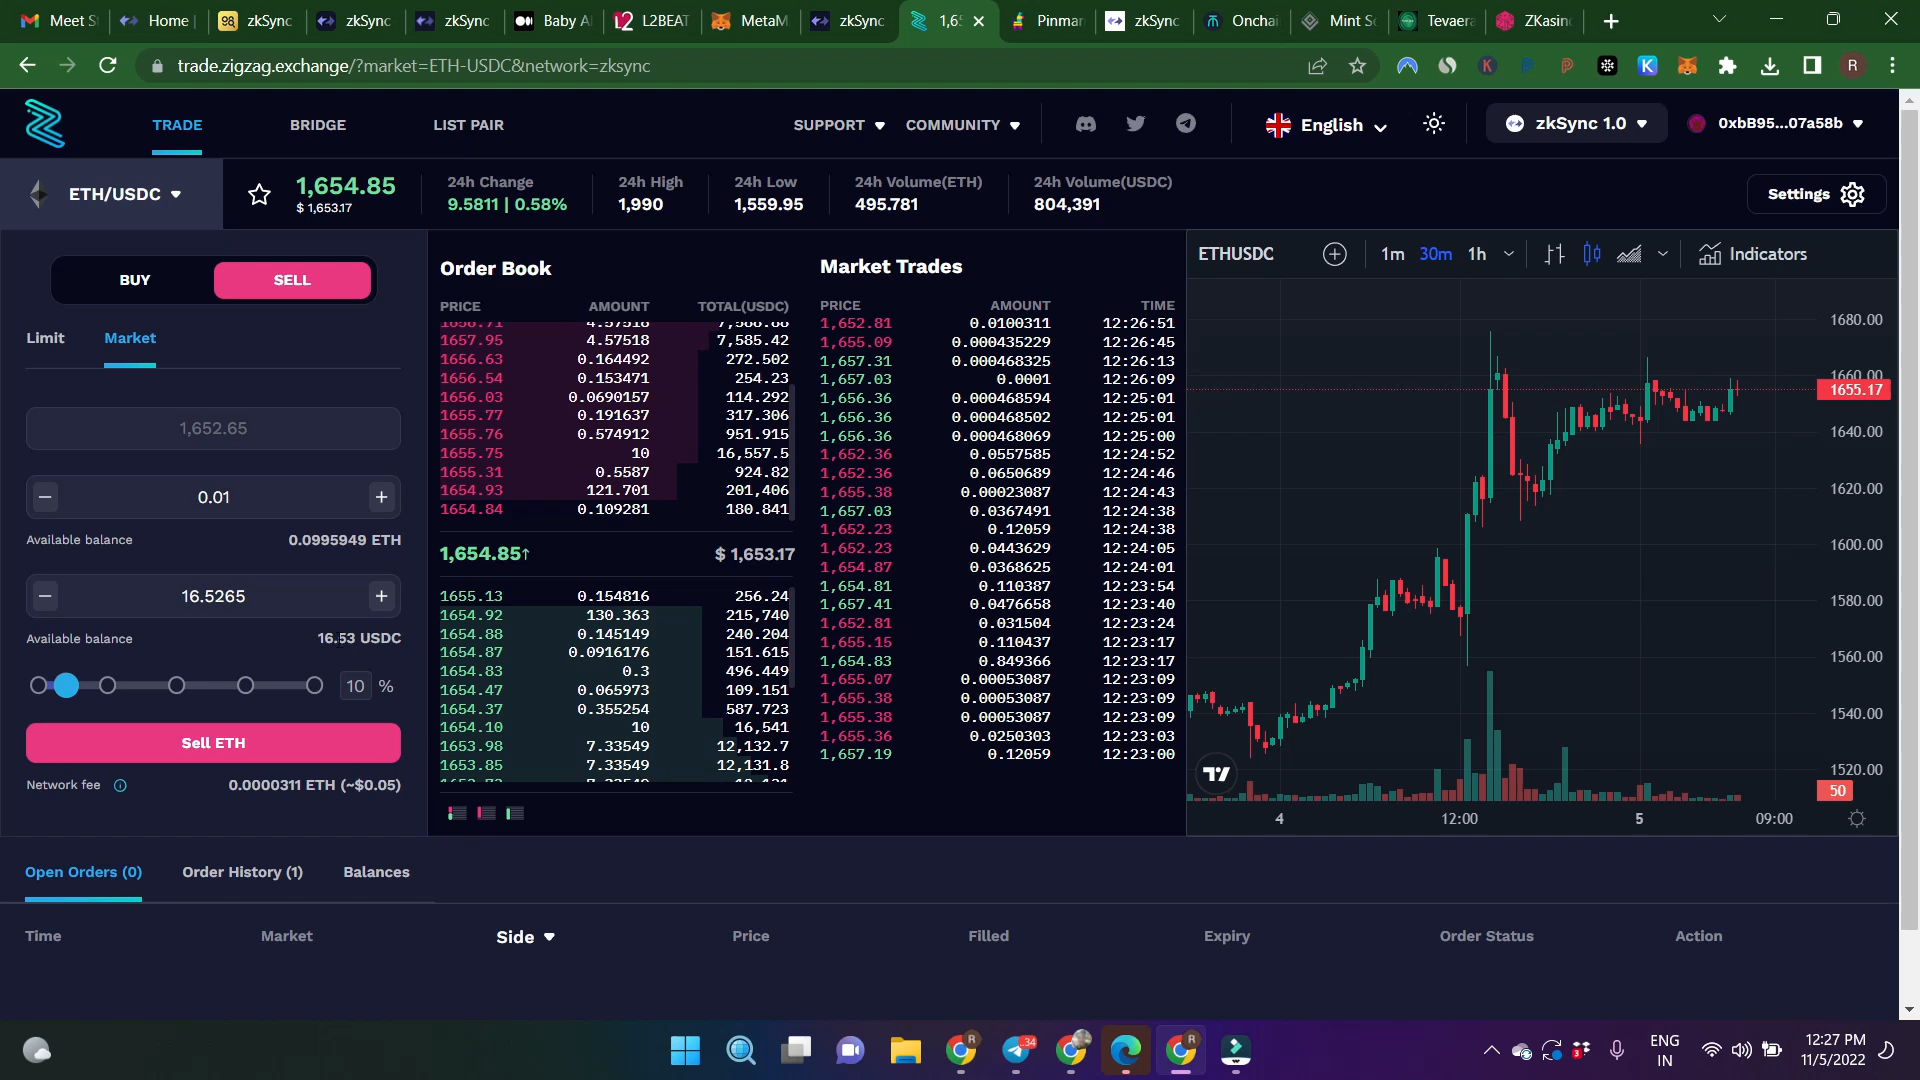 Meet S
Home |
zkSync
zkSync
zkSync
Baby A
L2BEAT
MetaM
zkSync
1,65
Pinman
zkSync
Onchai
Mint So
Tevaera
ZKasin
trade.zigzag.exchange/?market=ETH-USDC&network=zksync
TRADE
BRIDGE
LIST PAIR
SUPPORT
COMMUNITY
English
zkSync 1.0
0xbB95...07a58b
ETH/USDC
1,654.85
$ 1,653.17
24h Change
9.5811 | 0.58%
24h High
1,990
24h Low
1,559.95
24h Volume(ETH)
495.781
24h Volume(USDC)
804,391
Settings
BUY
SELL
Limit
Market
1,652.65
0.01
Available balance 0.0995949 ETH
16.5265
Available balance 16.53 USDC
10 %
Sell ETH
Network fee 0.0000311 ETH (~$0.05)
Order Book
PRICE AMOUNT TOTAL(USDC)
1657.95 4.57518 7,585.42
1656.63 0.164492 272.502
1656.54 0.153471 254.23
1656.03 0.0690157 114.292
1655.77 0.191637 317.306
1655.76 0.574912 951.915
1655.75 10 16,557.5
1655.31 0.5587 924.82
1654.93 121.701 201,406
1654.84 0.109281 180.841
1,654.85↑ $ 1,653.17
1655.13 0.154816 256.24
1654.92 130.363 215,740
1654.88 0.145149 240.204
1654.87 0.0916176 151.615
1654.83 0.3 496.449
1654.47 0.065973 109.151
1654.37 0.355254 587.723
1654.10 10 16,541
1653.98 7.33549 12,132.7
1653.85 7.33549 12,131.8
Market Trades
PRICE AMOUNT TIME
1,652.81 0.0100311 12:26:51
1,655.09 0.000435229 12:26:45
1,657.31 0.000468325 12:26:13
1,657.03 0.0001 12:26:09
1,656.36 0.000468594 12:25:01
1,656.36 0.000468502 12:25:01
1,656.36 0.000468069 12:25:00
1,652.36 0.0557585 12:24:52
1,652.36 0.0650689 12:24:46
1,655.38 0.00023087 12:24:43
1,657.03 0.0367491 12:24:38
1,652.23 0.12059 12:24:38
1,652.23 0.0443629 12:24:05
1,654.87 0.0368625 12:24:01
1,654.81 0.110387 12:23:54
1,657.41 0.0476658 12:23:40
1,652.81 0.031504 12:23:24
1,655.15 0.110437 12:23:17
1,654.83 0.849366 12:23:17
1,655.07 0.00053087 12:23:09
1,655.38 0.00053087 12:23:09
1,655.38 0.00053087 12:23:09
1,655.36 0.0250303 12:23:03
1,657.19 0.12059 12:23:00
ETHUSDC
1m
30m
1h
Indicators
1680.00
1660.00
1655.17
1640.00
1620.00
1600.00
1580.00
1560.00
1540.00
1520.00
50
4
12:00
5
09:00
Open Orders (0)
Order History (1)
Balances
Time
Market
Side
Price
Filled
Expiry
Order Status
Action
34
3
ENG
IN
12:27 PM
11/5/2022